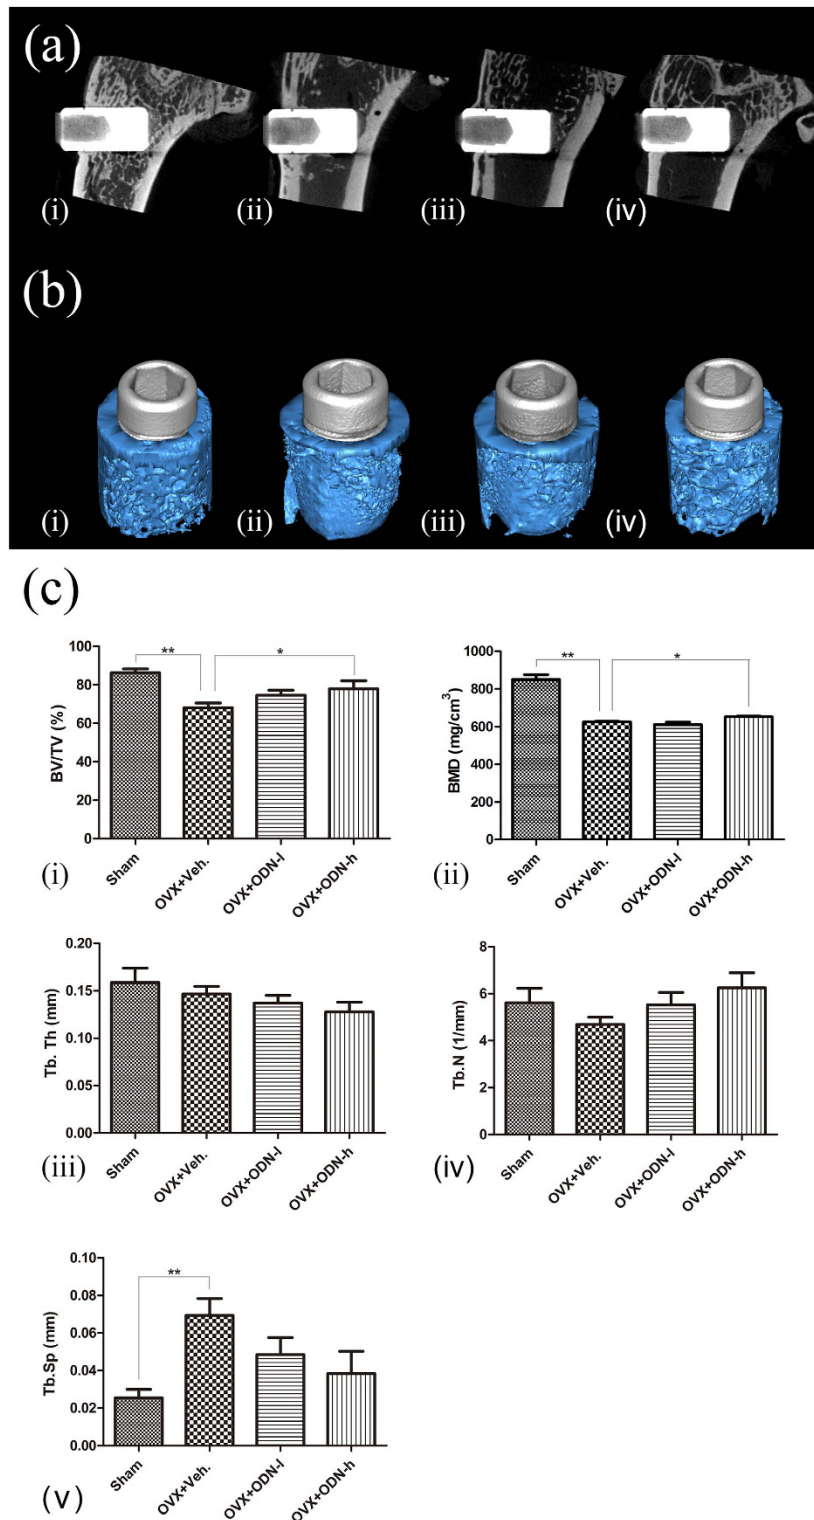 (a)
(i) (ii) (iii) (iv)
(b)
(i) (ii) (iii) (iv)
(c)
** *
BV/TV (%)
100
80
60
40
20
0
Sham OVX+Veh. OVX+ODN-l OVX+ODN-h
(i)
** *
BMD (mg/cm³)
1000
800
600
400
200
0
Sham OVX+Veh. OVX+ODN-l OVX+ODN-h
(ii)
Tb. Th (mm)
0.20
0.15
0.10
0.05
0.00
Sham OVX+Veh. OVX+ODN-l OVX+ODN-h
(iii)
Tb.N (1/mm)
8
6
4
2
0
Sham OVX+Veh. OVX+ODN-l OVX+ODN-h
(iv)
**
Tb.Sp (mm)
0.10
0.08
0.06
0.04
0.02
0.00
Sham OVX+Veh. OVX+ODN-l OVX+ODN-h
(v)